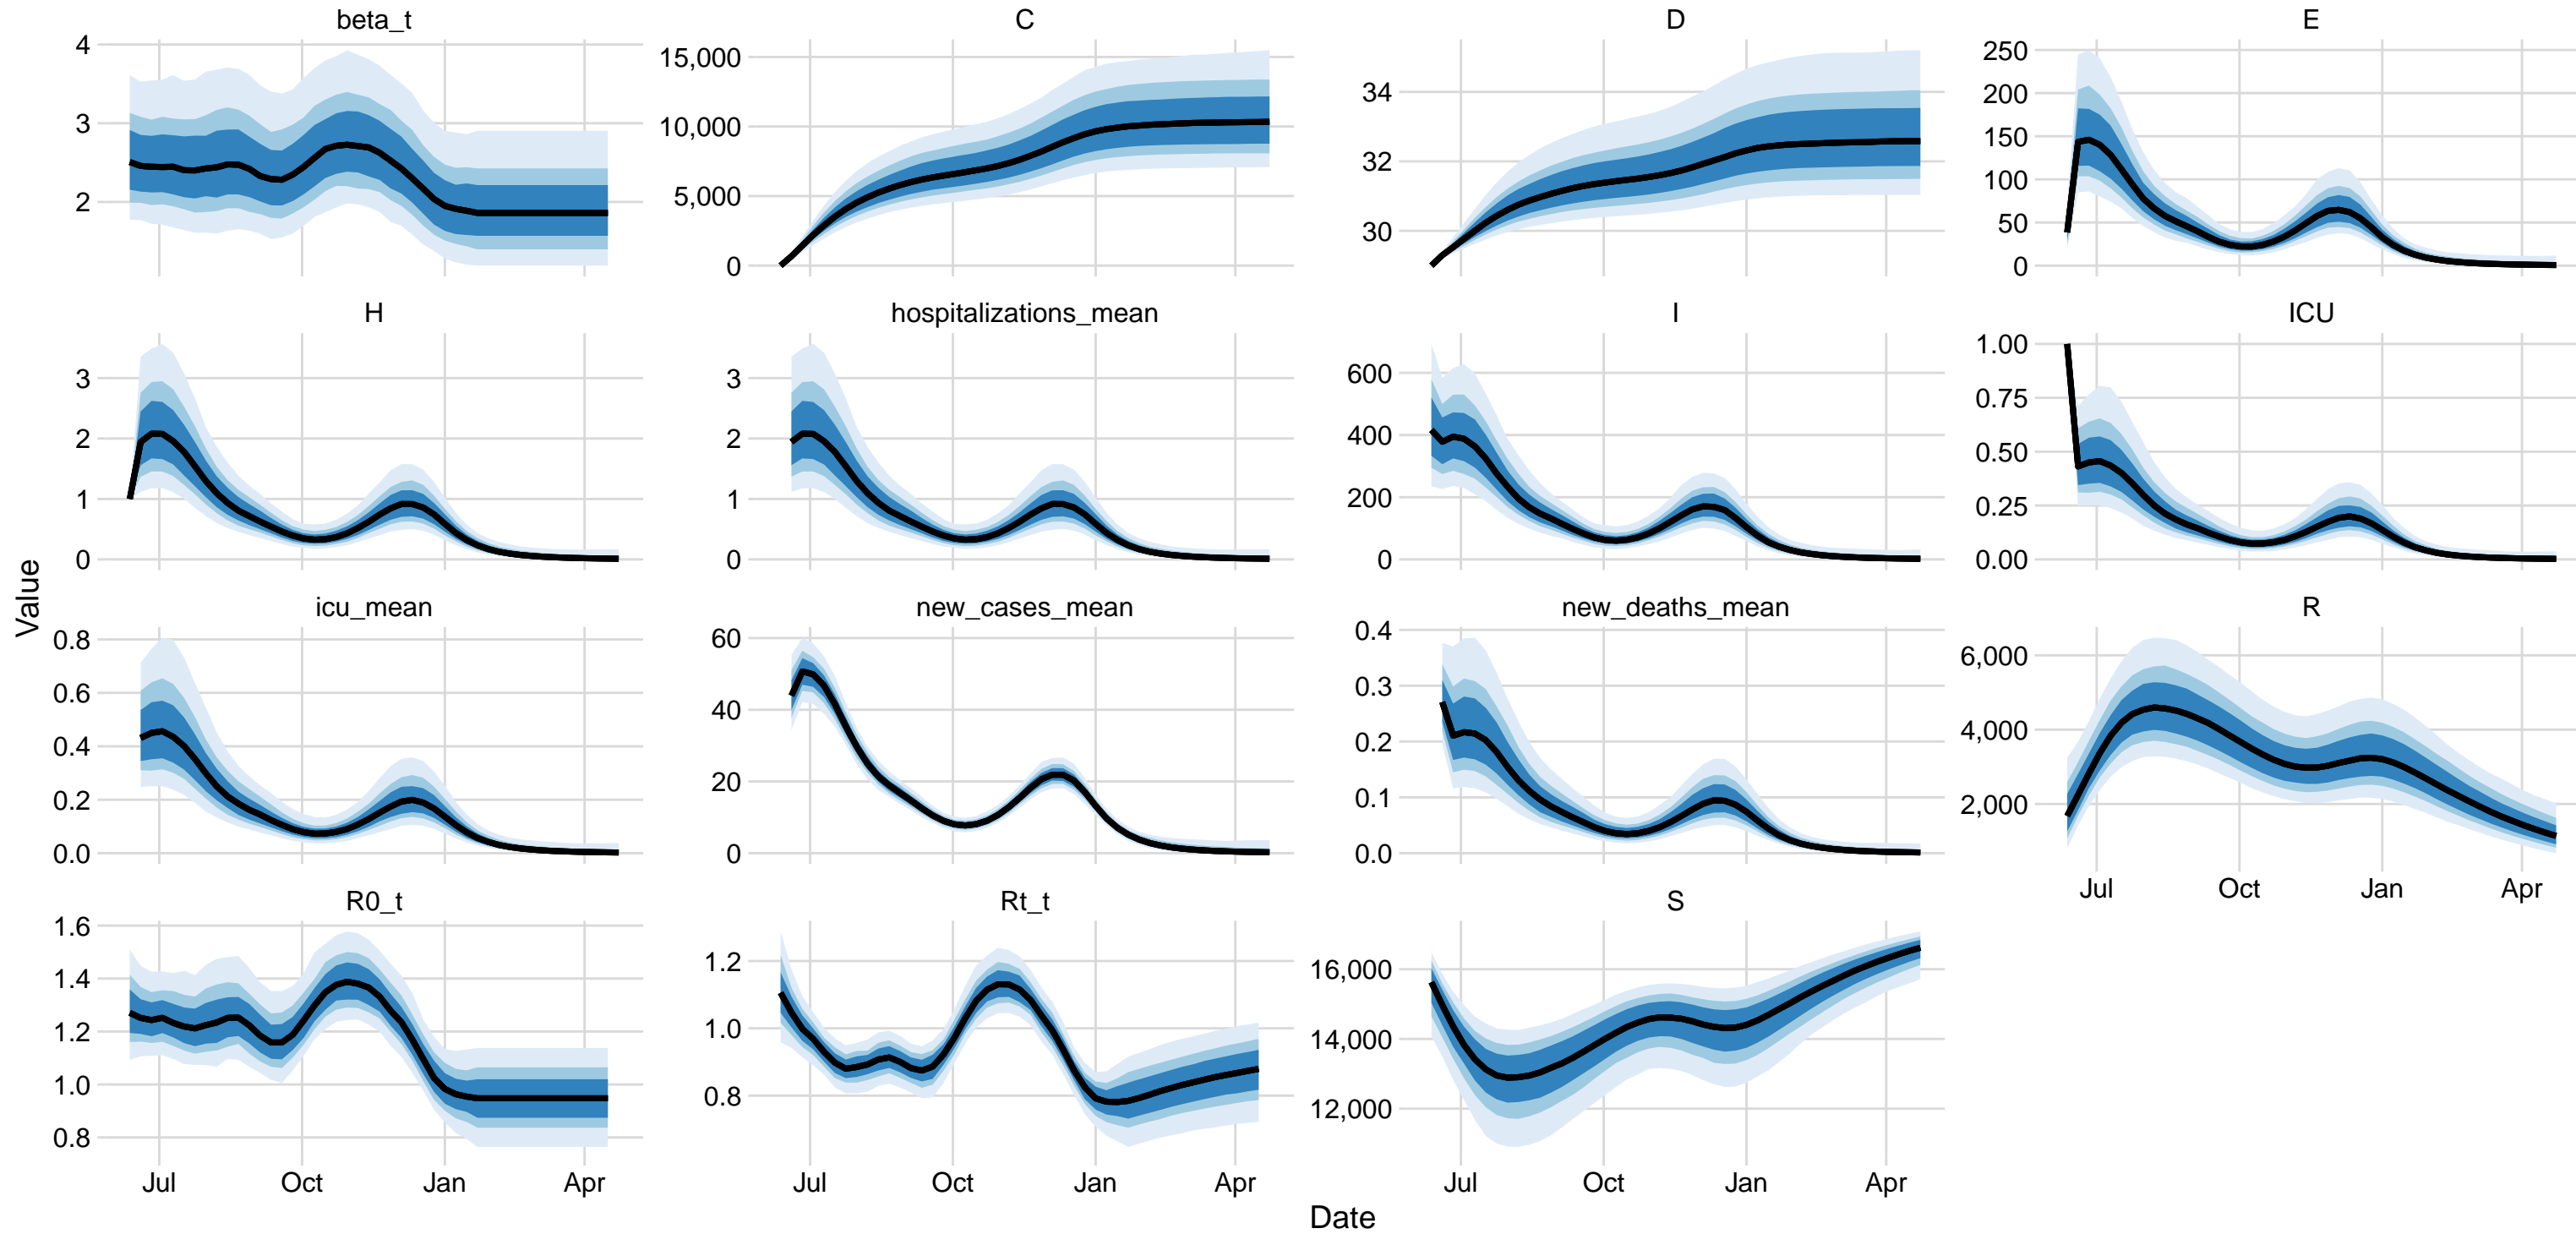 beta_t
C
D
E
4
3
2
15,000
10,000
5,000
0
34
32
30
250
200
150
100
50
0
H
hospitalizations_mean
I
ICU
3
2
1
0
3
2
1
0
600
400
200
0
1.00
0.75
0.50
0.25
0.00
Value
icu_mean
new_cases_mean
new_deaths_mean
R
0.8
0.6
0.4
0.2
0.0
60
40
20
0
0.4
0.3
0.2
0.1
0.0
6,000
4,000
2,000
Jul Oct Jan Apr
R0_t
Rt_t
S
1.6
1.4
1.2
1.0
0.8
1.2
1.0
0.8
16,000
14,000
12,000
Jul Oct Jan Apr
Jul Oct Jan Apr
Jul Oct Jan Apr
Date